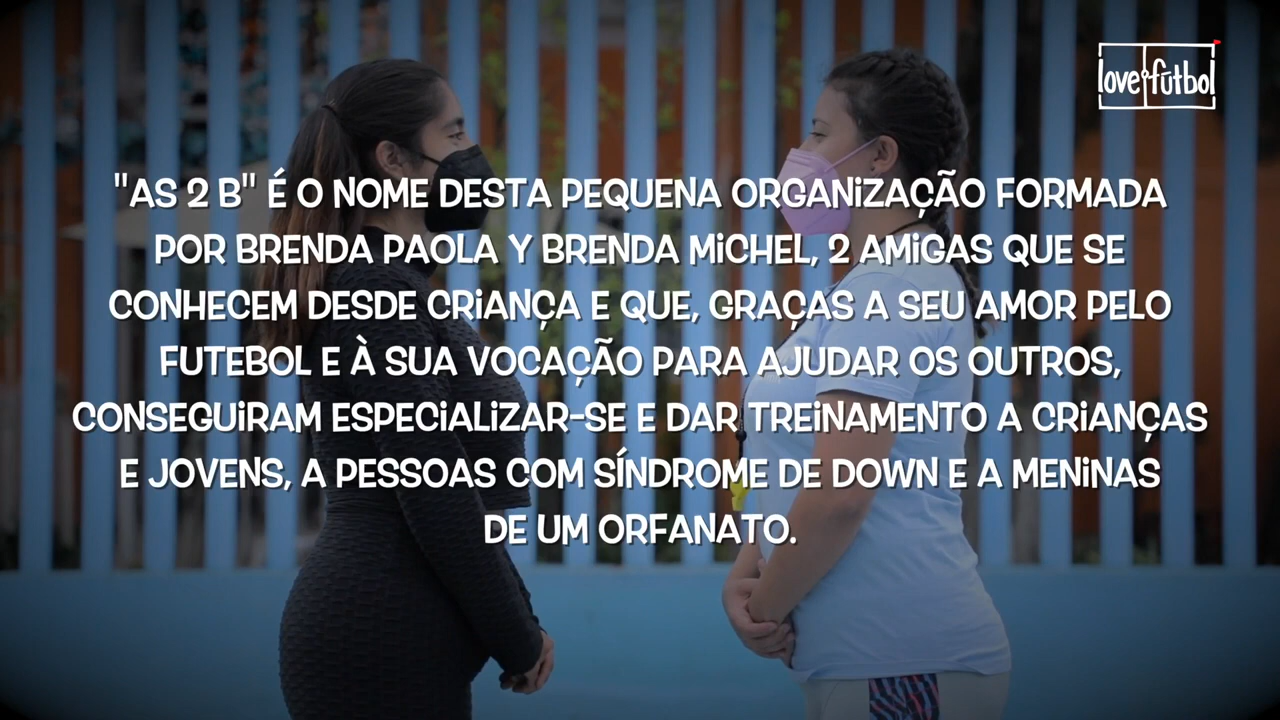 love fútbol
"AS 2 B" É O NOME DESTA PEQUENA ORGANIZAÇÃO FORMADA
POR BRENDA PAOLA Y BRENDA MICHEL, 2 AMIGAS QUE SE
CONHECEM DESDE CRIANÇA E QUE, GRAÇAS A SEU AMOR PELO
FUTEBOL E À SUA VOCAÇÃO PARA AJUDAR OS OUTROS,
CONSEGUIRAM ESPECIALIZAR-SE E DAR TREINAMENTO A CRIANÇAS
E JOVENS, A PESSOAS COM SÍNDROME DE DOWN E A MENINAS
DE UM ORFANATO.